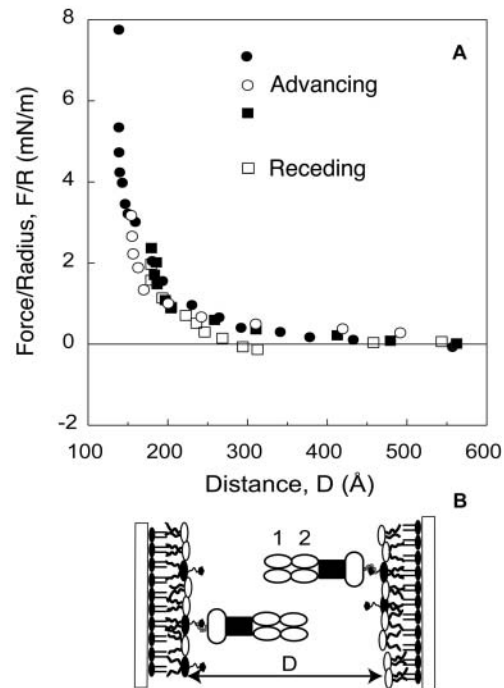 8
A
Advancing
6
4
Receding
2
0
-2
Force/Radius, F/R (mN/m)
100 200 300 400 500 600
Distance, D (Å)
B
1 2
D